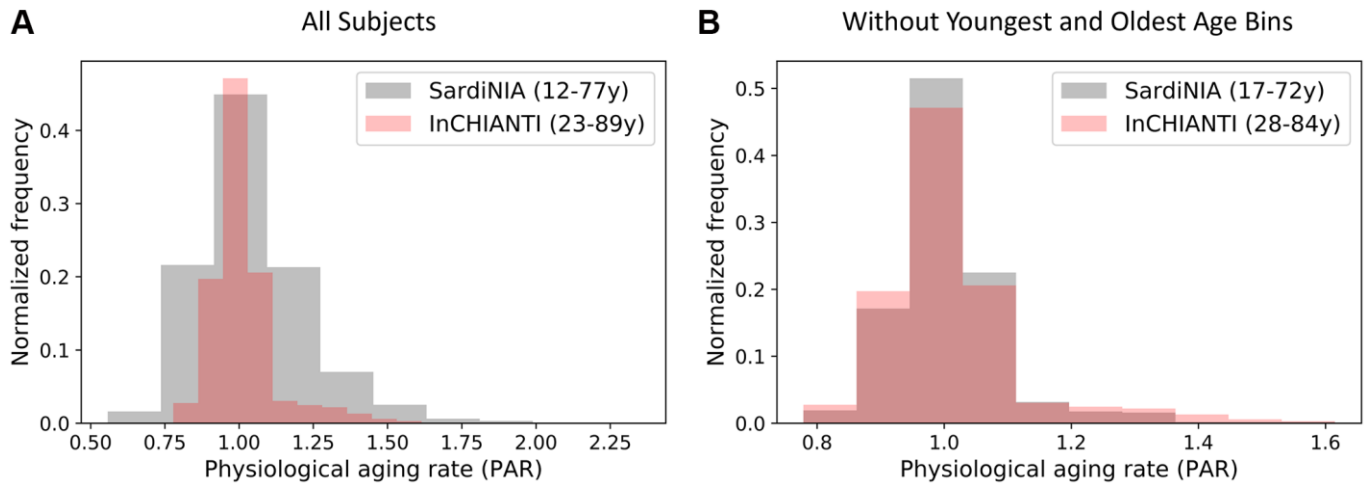 A
All Subjects
SardiNIA (12-77y)
InCHIANTI (23-89y)
Normalized frequency
0.4
0.3
0.2
0.1
0.0
0.50 0.75 1.00 1.25 1.50 1.75 2.00 2.25
Physiological aging rate (PAR)
B
Without Youngest and Oldest Age Bins
SardiNIA (17-72y)
InCHIANTI (28-84y)
Normalized frequency
0.5
0.4
0.3
0.2
0.1
0.0
0.8 1.0 1.2 1.4 1.6
Physiological aging rate (PAR)